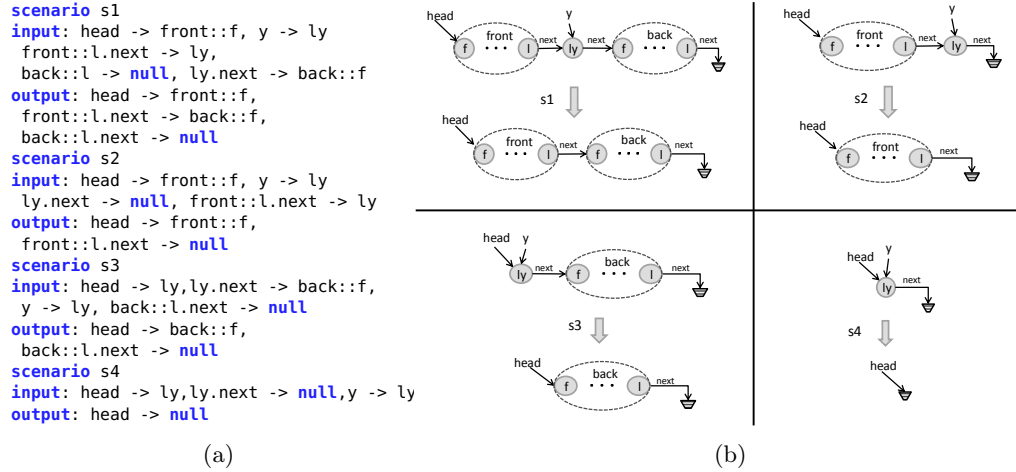 scenario s1
input: head -> front::f, y -> ly
front::l.next -> ly,
back::l -> null, ly.next -> back::f
output: head -> front::f,
front::l.next -> back::f,
back::l.next -> null
scenario s2
input: head -> front::f, y -> ly
ly.next -> null, front::l.next -> ly
output: head -> front::f,
front::l.next -> null
scenario s3
input: head -> ly,ly.next -> back::f,
y -> ly, back::l.next -> null
output: head -> back::f,
back::l.next -> null
scenario s4
input: head -> ly,ly.next -> null,y -> ly
output: head -> null
(a)
head
y
front
back
f ... l next ly next f ... l next
s1
head
front
back
f ... l next f ... l next
head
y
front
f ... l next ly next
s2
head
front
f ... l next
head
y
back
ly next f ... l next
s3
head
back
f ... l next
y
head
ly next
s4
head
(b)